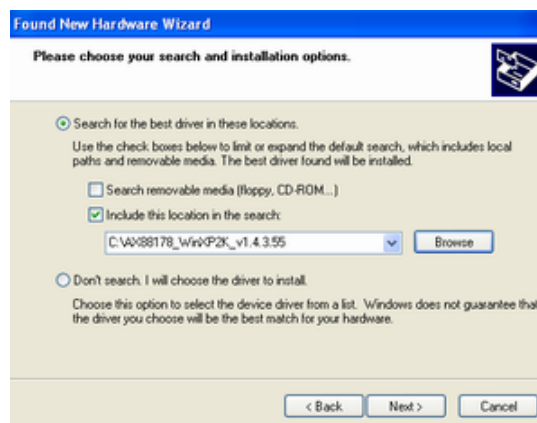 Found New Hardware Wizard
Please choose your search and installation options.
Search for the best driver in these locations.
Use the check boxes below to limit or expand the default search, which includes local
paths and removable media. The best driver found will be installed.
Search removable media (floppy, CD-ROM...)
Include this location in the search:
C:\AX88178_WinXP2K_v1.4.3.55
Browse
Don't search. I will choose the driver to install.
Choose this option to select the device driver from a list. Windows does not guarantee that
the driver you choose will be the best match for your hardware.
< Back
Next >
Cancel